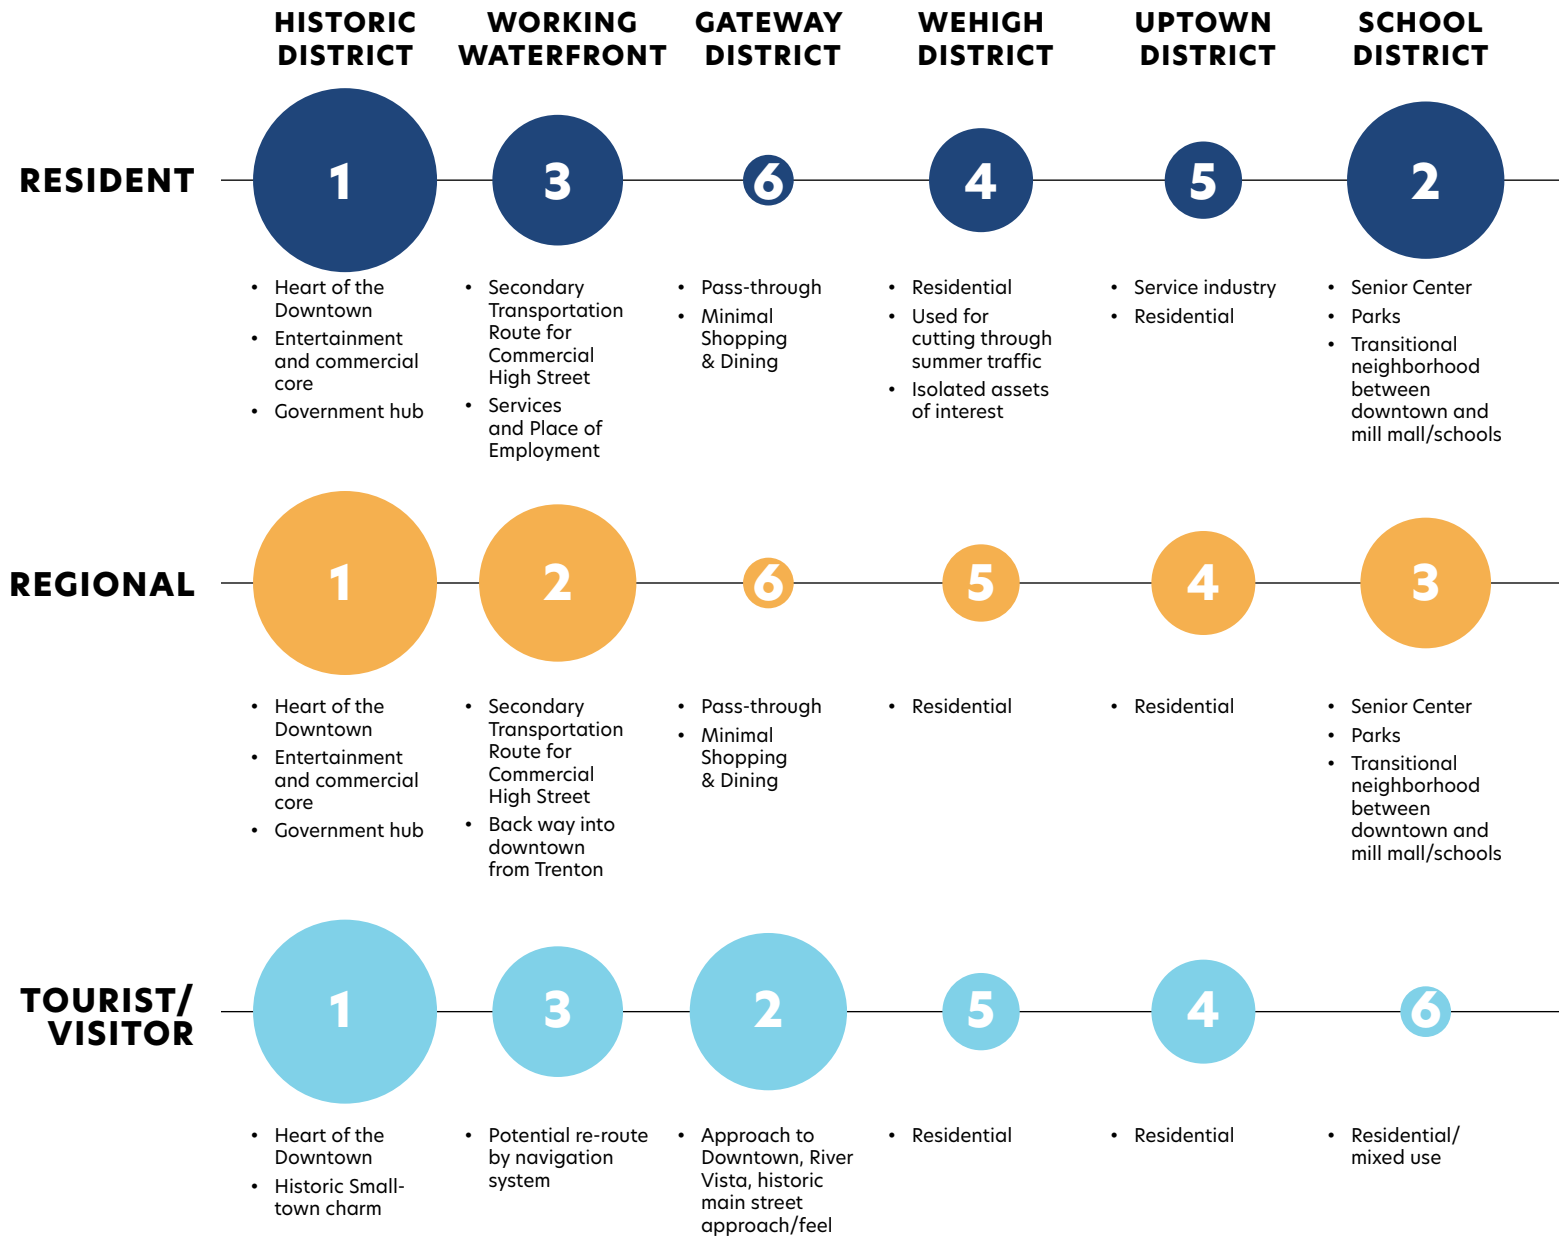 HISTORIC
DISTRICT
WORKING
WATERFRONT
GATEWAY
DISTRICT
WEHIGH
DISTRICT
UPTOWN
DISTRICT
SCHOOL
DISTRICT
RESIDENT
1
3
6
4
5
2
• Heart of the
Downtown
• Entertainment
and commercial
core
• Government hub
• Secondary
Transportation
Route for
Commercial
High Street
• Services
and Place of
Employment
• Pass-through
• Minimal
Shopping
& Dining
• Residential
• Used for
cutting through
summer traffic
• Isolated assets
of interest
• Service industry
• Residential
• Senior Center
• Parks
• Transitional
neighborhood
between
downtown and
mill mall/schools
REGIONAL
1
2
6
5
4
3
• Heart of the
Downtown
• Entertainment
and commercial
core
• Government hub
• Secondary
Transportation
Route for
Commercial
High Street
• Back way into
downtown
from Trenton
• Pass-through
• Minimal
Shopping
& Dining
• Residential
• Residential
• Senior Center
• Parks
• Transitional
neighborhood
between
downtown and
mill mall/schools
TOURIST/
VISITOR
1
3
2
5
4
6
• Heart of the
Downtown
• Historic Small-
town charm
• Potential re-route
by navigation
system
• Approach to
Downtown, River
Vista, historic
main street
approach/feel
• Residential
• Residential
• Residential/
mixed use